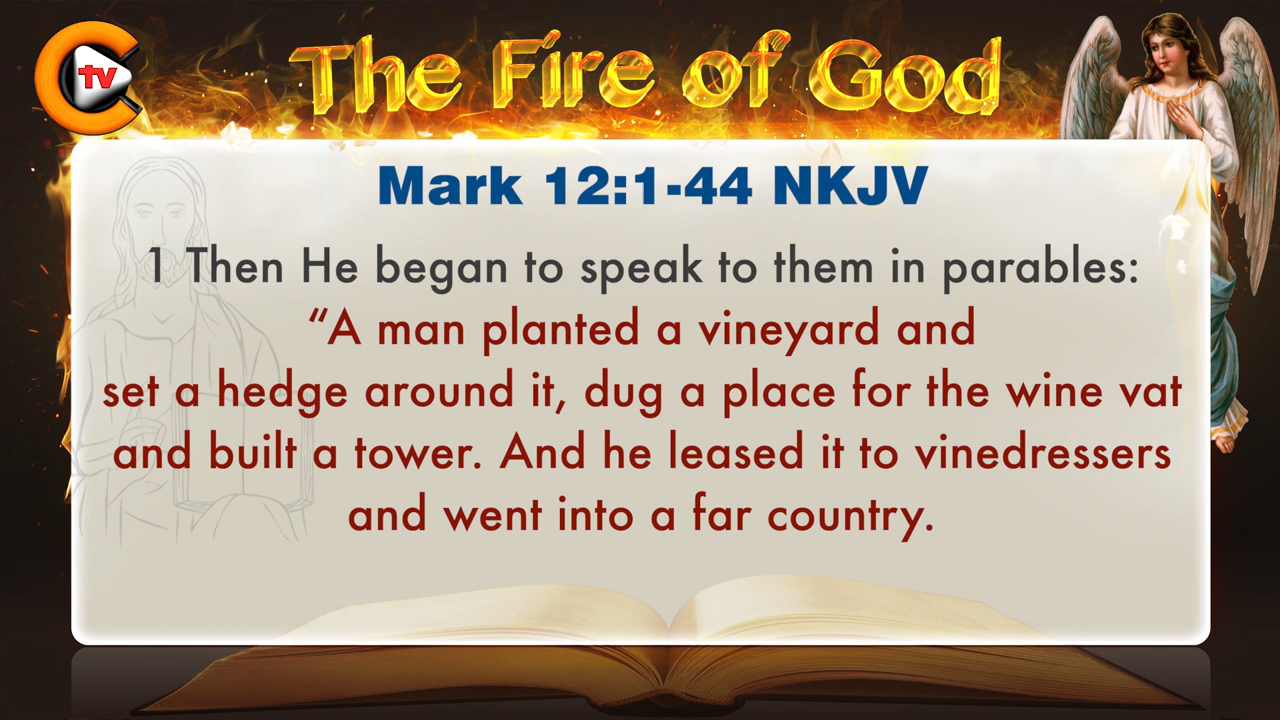 tv
The Fire of God
Mark 12:1-44 NKJV
1 Then He began to speak to them in parables:
“A man planted a vineyard and
set a hedge around it, dug a place for the wine vat
and built a tower. And he leased it to vinedressers
and went into a far country.